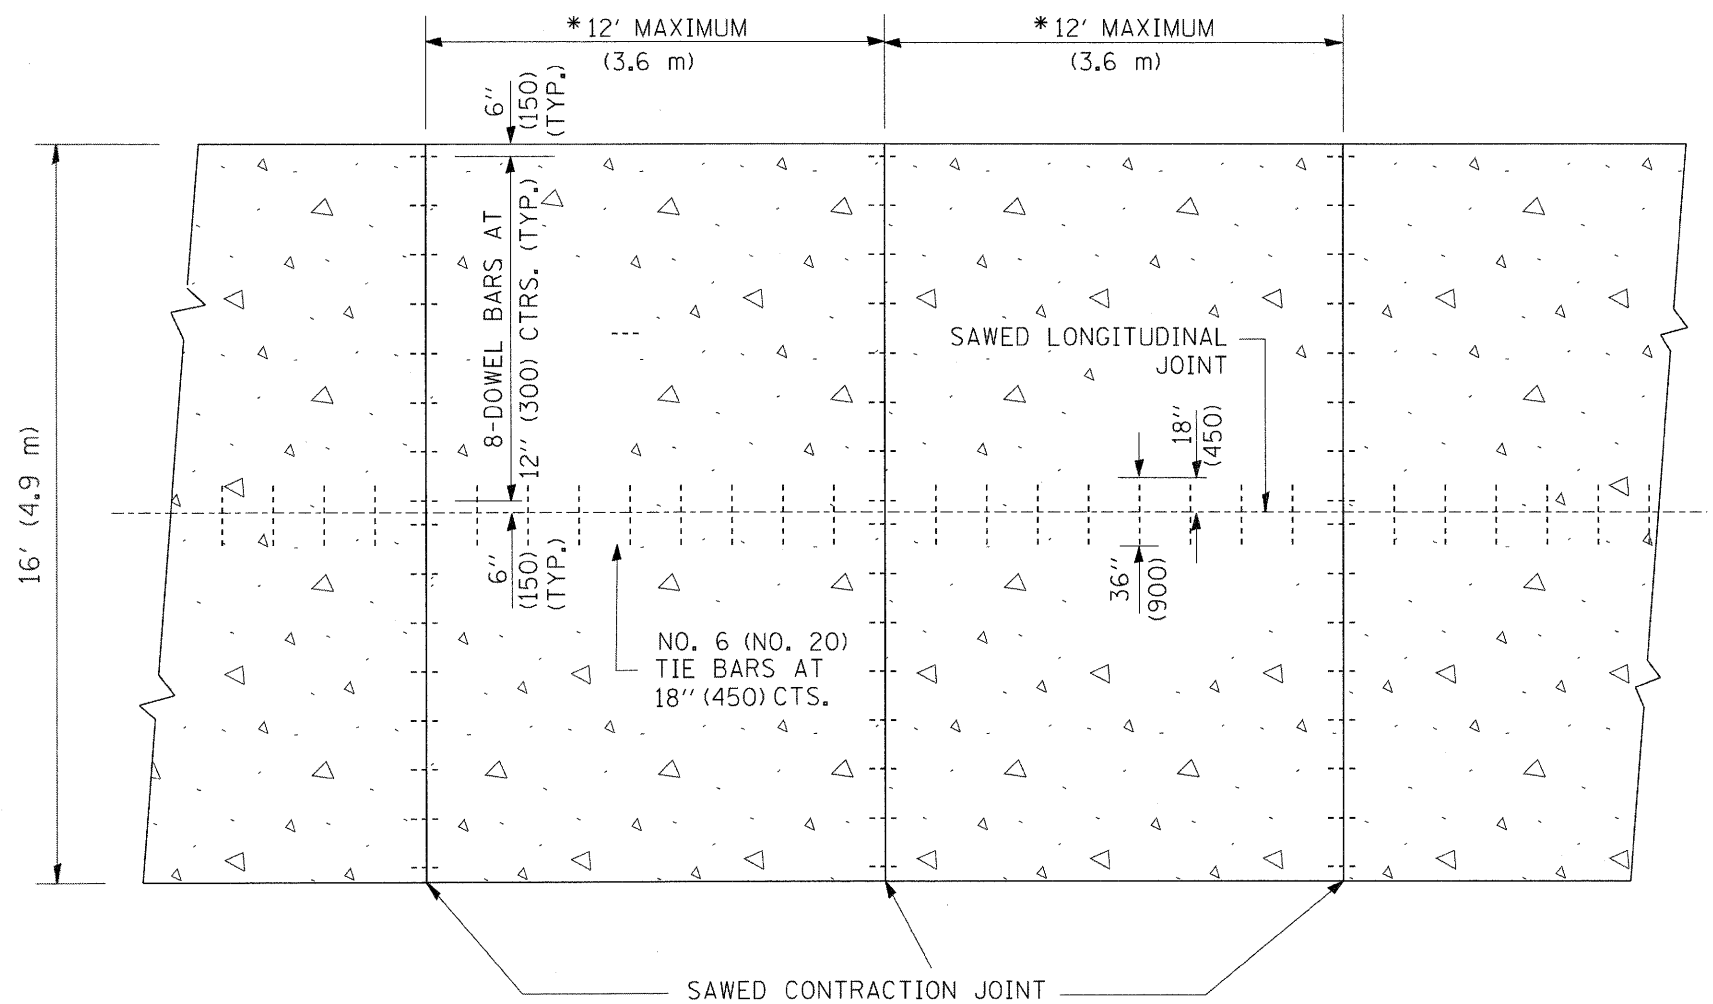 *12' MAXIMUM
(3.6 m)
*12' MAXIMUM
(3.6 m)
6"
(150)
(TYP.)
8-DOWEL BARS AT
12" (300) CTRS. (TYP.)
16' (4.9 m)
SAWED LONGITUDINAL
JOINT
18"
(450)
6"
(150)
(TYP.)
36"
(900)
NO. 6 (NO. 20)
TIE BARS AT
18" (450) CTS.
SAWED CONTRACTION JOINT